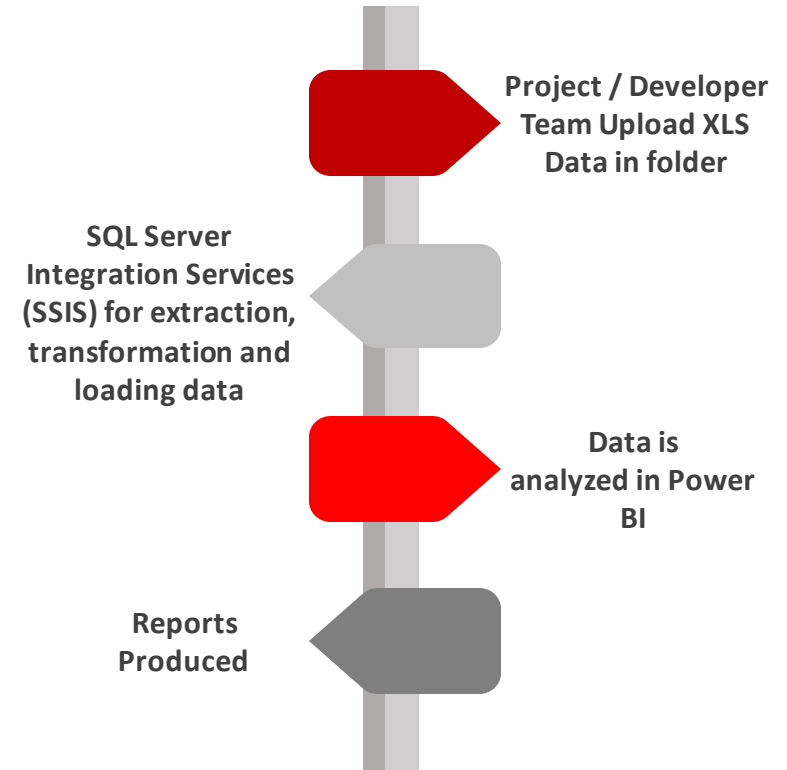 Project / Developer
Team Upload XLS
Data in folder
SQL Server
Integration Services
(SSIS) for extraction,
transformation and
loading data
Data is
analyzed in Power
BI
Reports
Produced